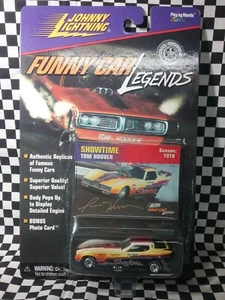 JOHNNY
LIGHTNING
Playing Mantis
FUNNY CAR
LEGENDS
TOM HOOVER
• Authentic Replicas
of Famous
Funny Cars
• Superior Quality!
Superior Value!
• Body Pops Up
to Display
Detailed Engine
• BONUS
Photo Card
SHOWTIME
TOM HOOVER
Season:
WARNING: